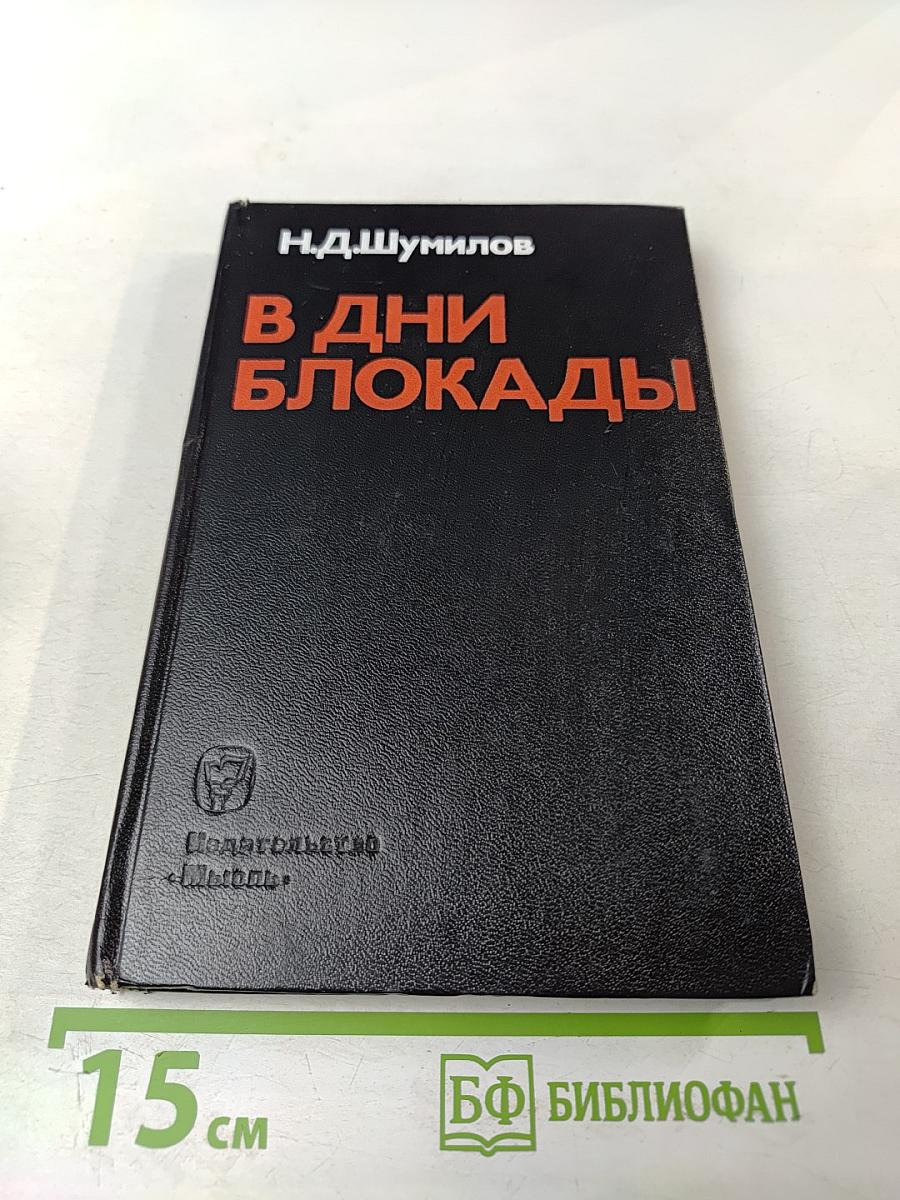 Н.Д.Шумилов
В ДНИ
БЛОКАДЫ
Издательство
«Мысль»
15 см
БФ БИБЛИОФАН